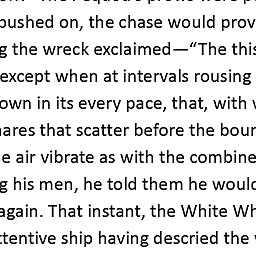 pushed on, the chase would prov
g the wreck exclaimed—“The this
except when at intervals rousing
own in its every pace, that, with
hares that scatter before the boun
e air vibrate as with the combine
g his men, he told them he would
again. That instant, the White Wh
ttentive ship having descried the